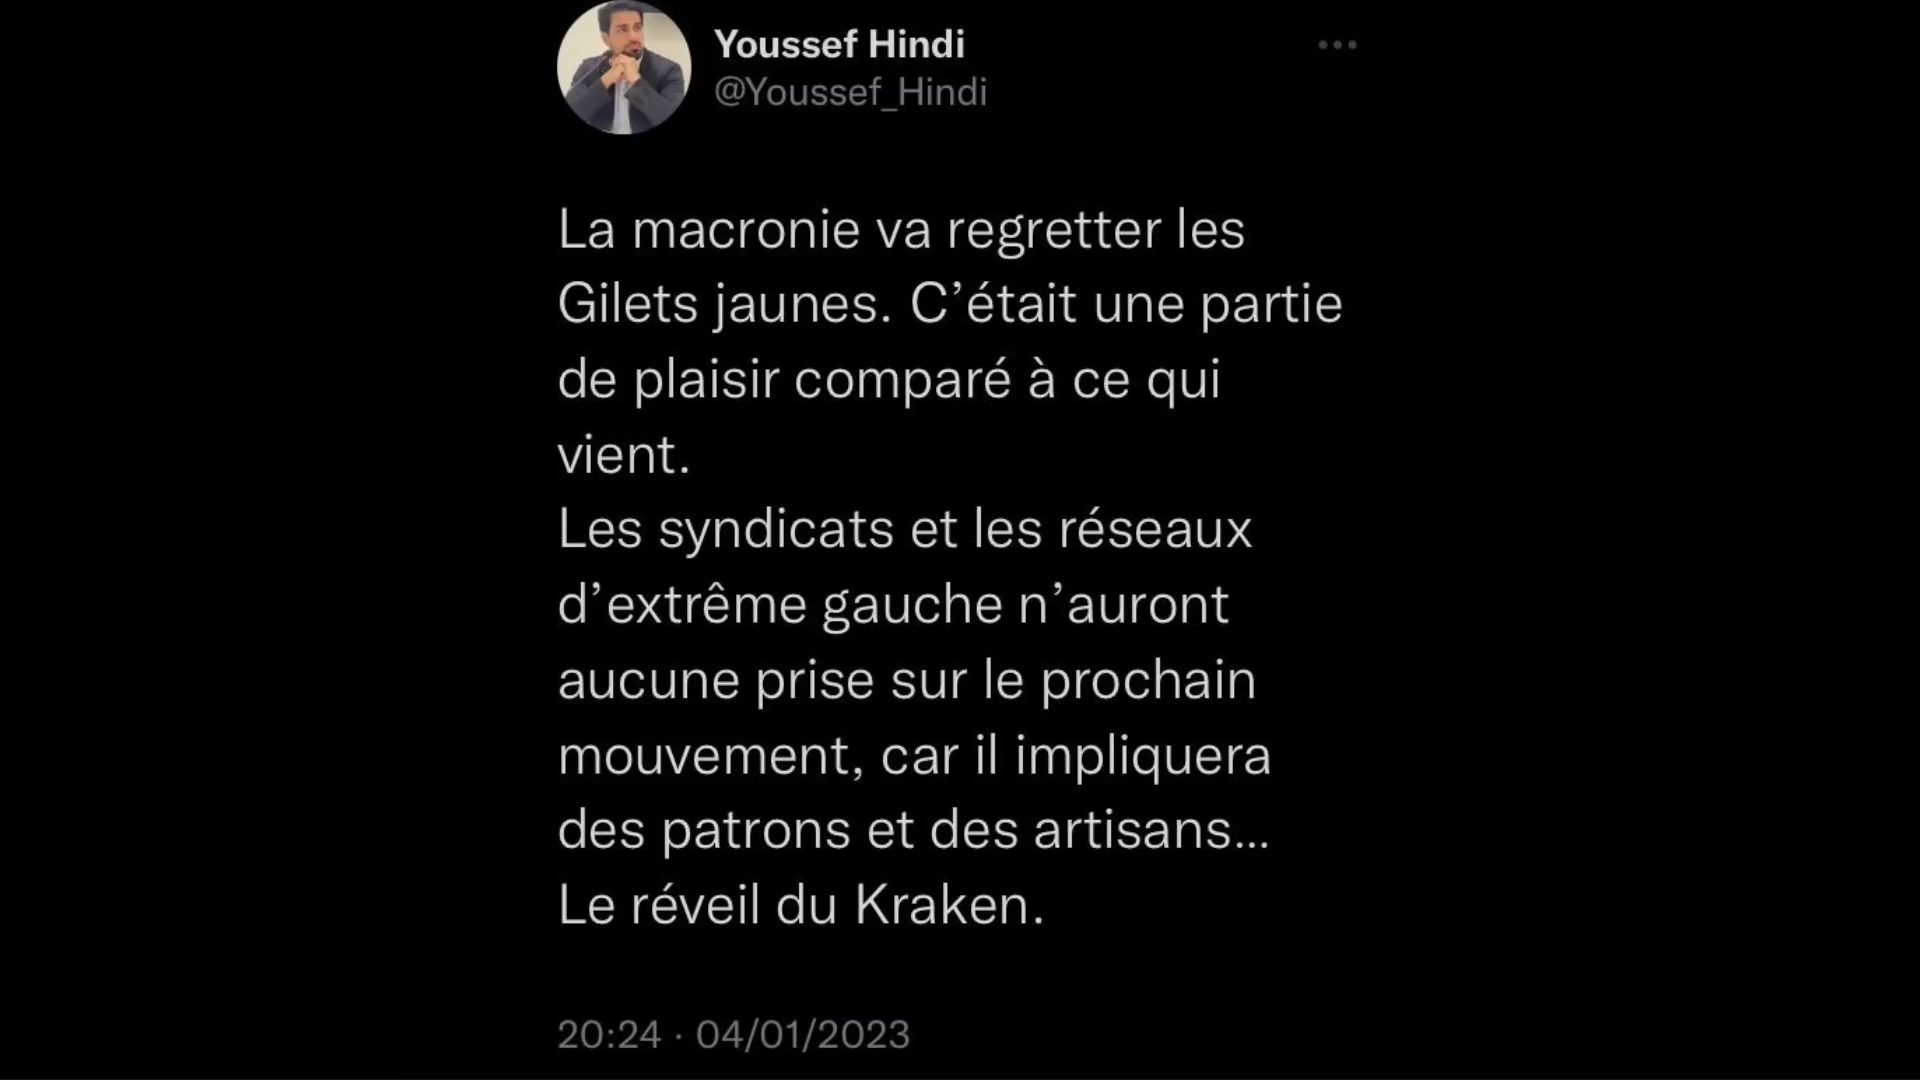 Youssef Hindi
@Youssef_Hindi
La macronie va regretter les
Gilets jaunes. C’était une partie
de plaisir comparé à ce qui
vient.
Les syndicats et les réseaux
d’extrême gauche n’auront
aucune prise sur le prochain
mouvement, car il impliquera
des patrons et des artisans...
Le réveil du Kraken.
20:24 · 04/01/2023